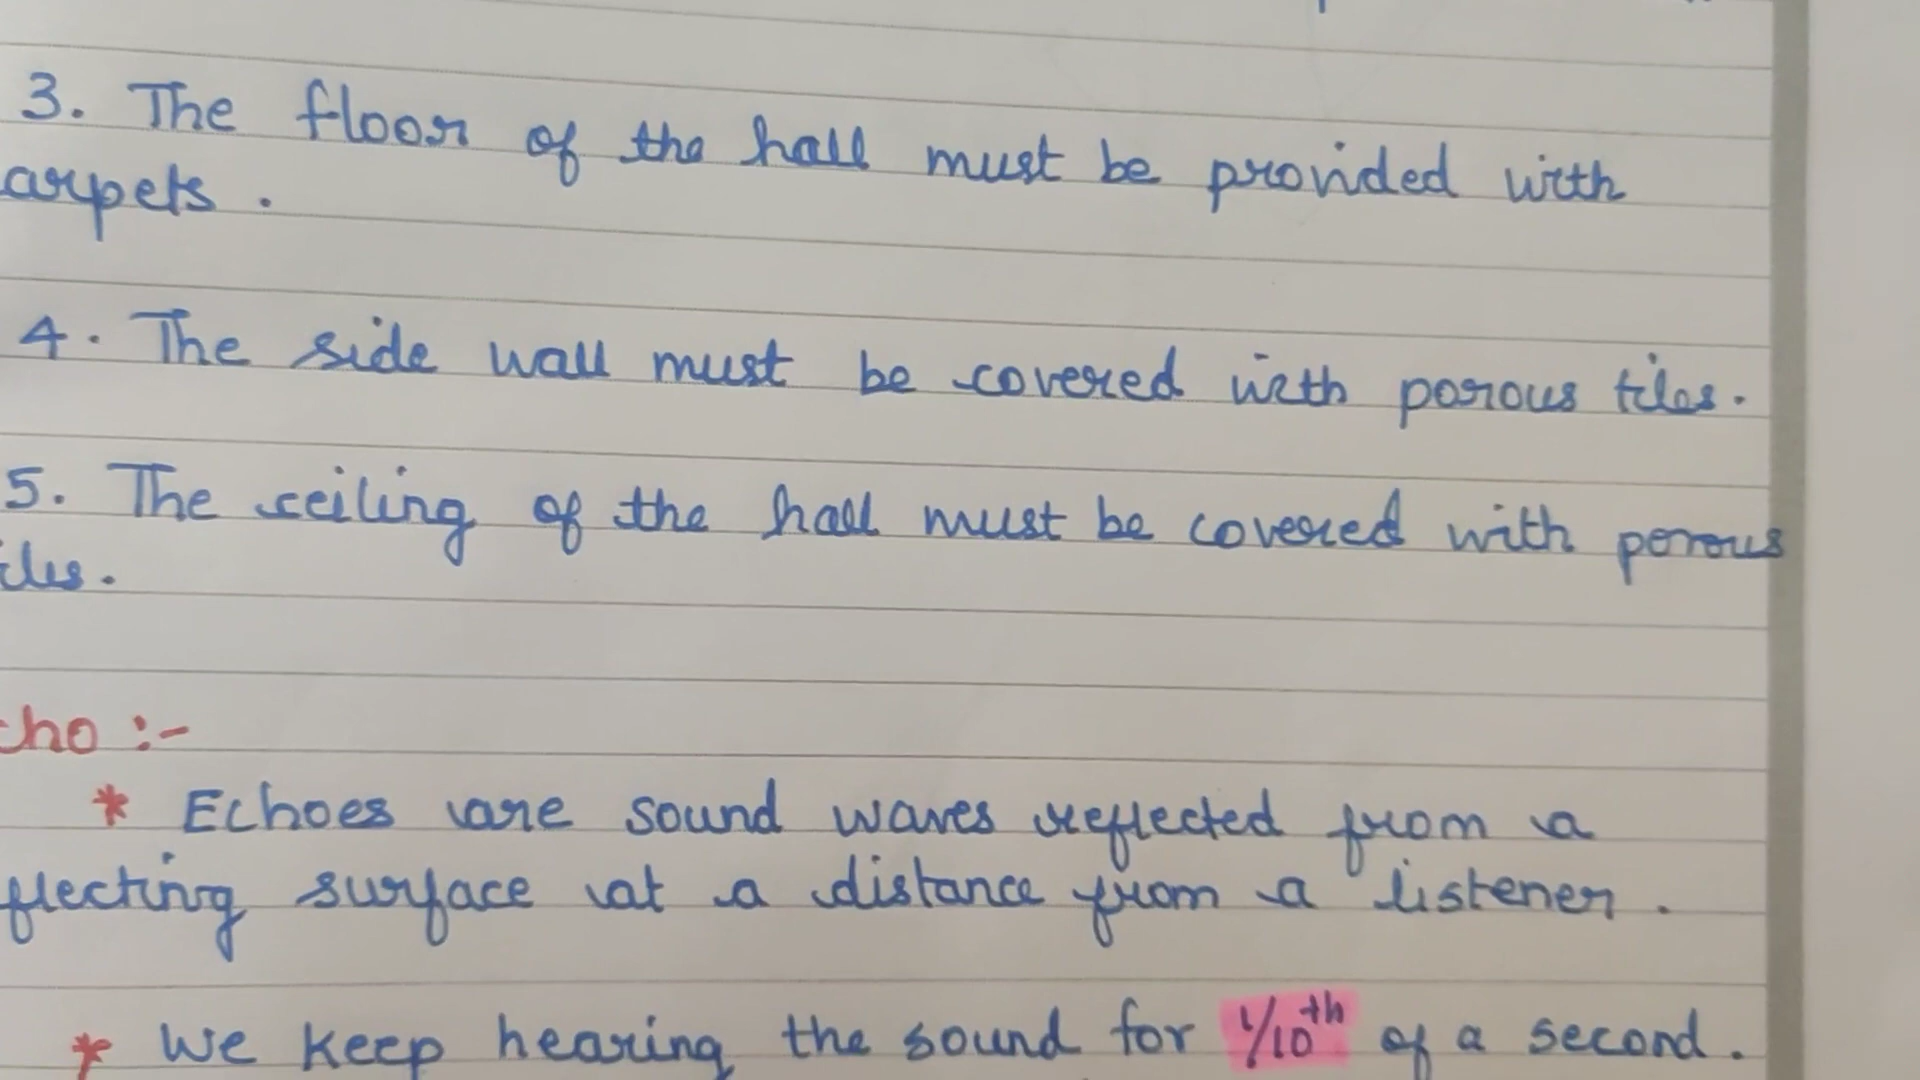 3. The floor of the hall must be provided with
arpets.
4. The side wall must be covered with porous tiles.
5. The ceiling of the hall must be covered with porous
iles.
cho :-
* Echoes are sound waves reflected from a
flecting surface at a distance from a listener.
* We keep hearing the sound for 1/10th of a second.